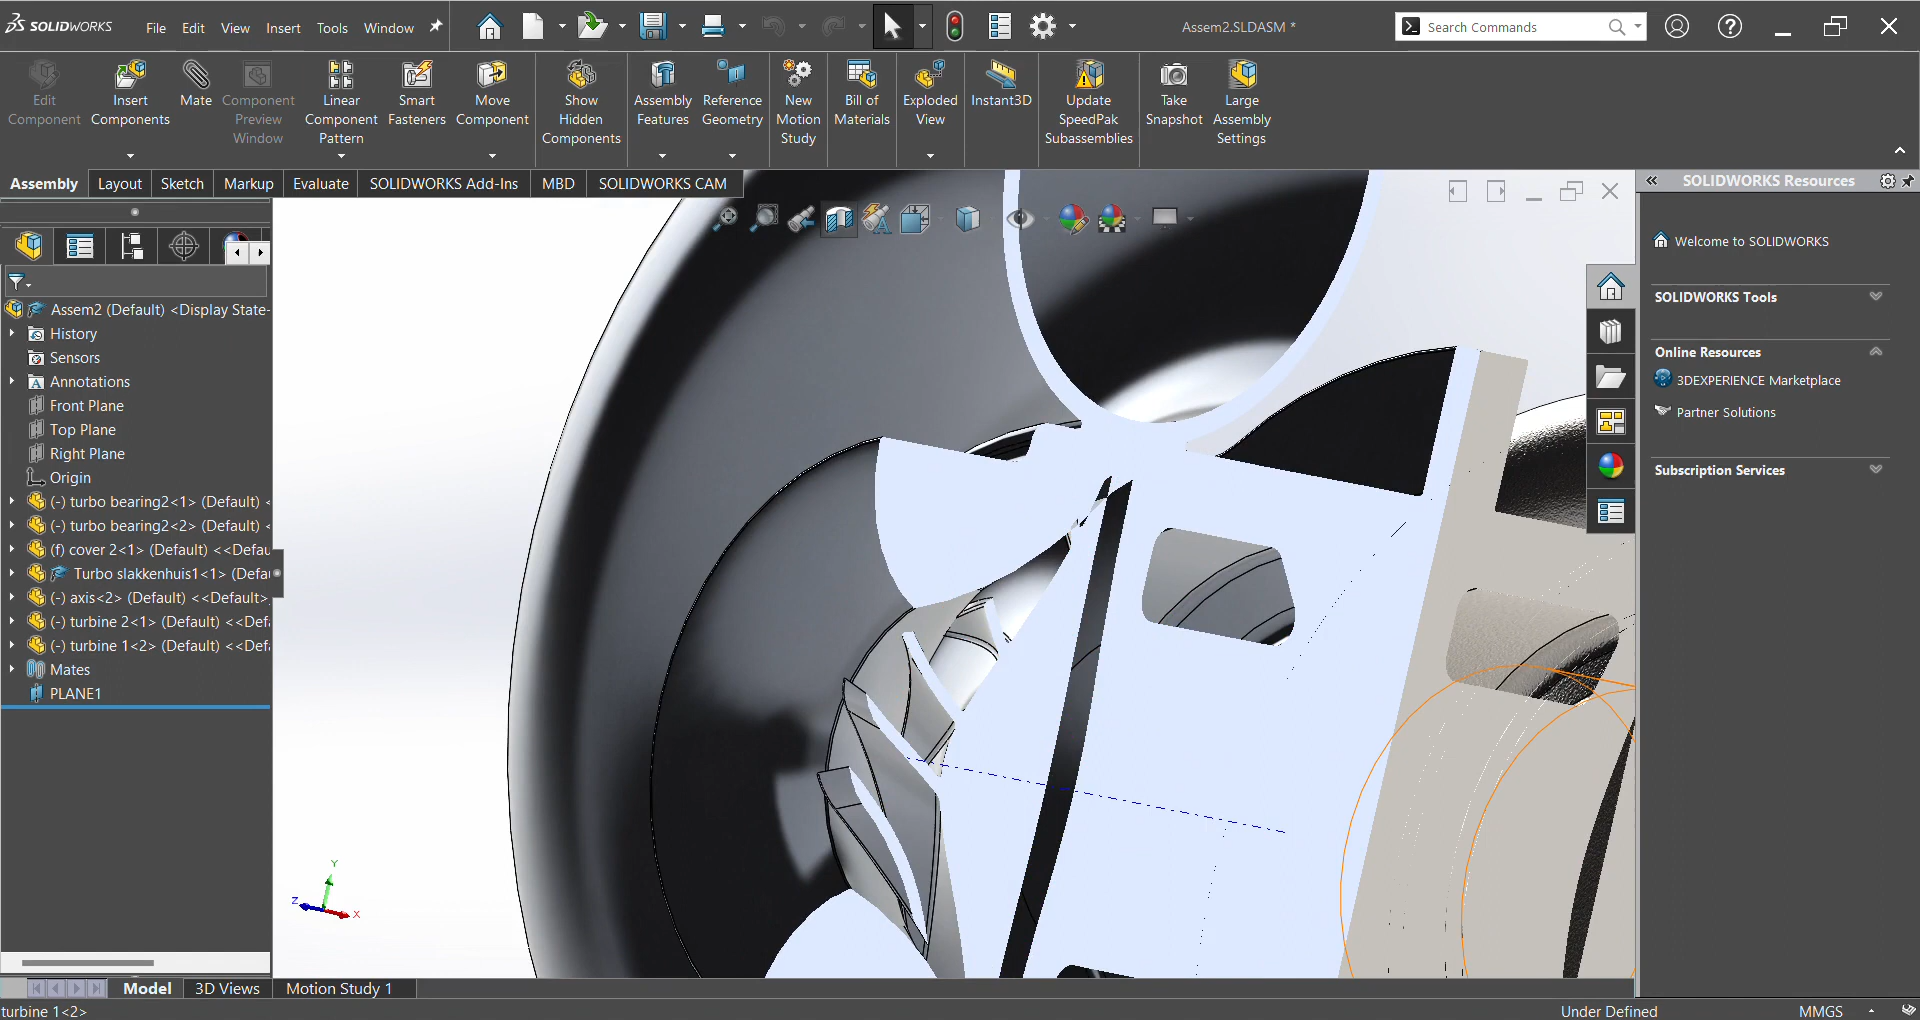 SOLIDWORKS
File Edit View Insert Tools Window
Assem2.SLDASM *
Search Commands
Edit Component
Insert Components
Mate
Component Preview Window
Linear Component Pattern
Smart Fasteners
Move Component
Show Hidden Components
Assembly Features
Reference Geometry
New Motion Study
Bill of Materials
Exploded View
Instant3D
Update SpeedPak Subassemblies
Take Snapshot
Large Assembly Settings
Assembly Layout Sketch Markup Evaluate SOLIDWORKS Add-Ins MBD SOLIDWORKS CAM
Assem2 (Default) <Display State-
History
Sensors
Annotations
Front Plane
Top Plane
Right Plane
Origin
(-) turbo bearing2<1> (Default) <
(-) turbo bearing2<2> (Default) <
(f) cover 2<1> (Default) <<Defau
Turbo slakkenhuis1<1> (Defa
(-) axis<2> (Default) <<Default>
(-) turbine 2<1> (Default) <<Def
(-) turbine 1<2> (Default) <<Def
Mates
PLANE1
Y
Z
X
Model 3D Views Motion Study 1
turbine 1<2>
Under Defined
MMGS
SOLIDWORKS Resources
Welcome to SOLIDWORKS
SOLIDWORKS Tools
Online Resources
3DEXPERIENCE Marketplace
Partner Solutions
Subscription Services